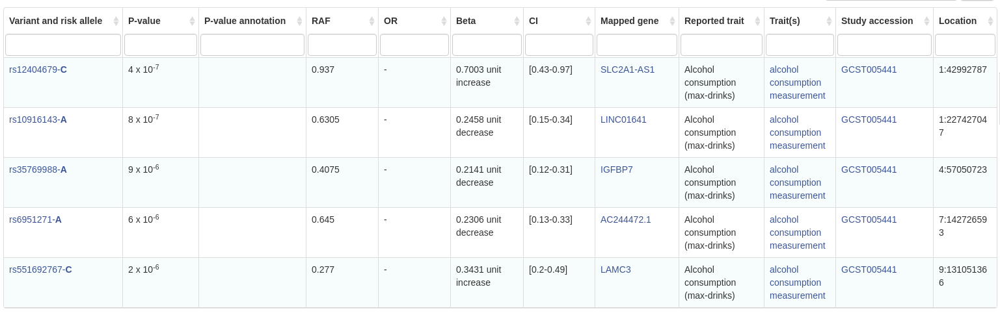 Variant and risk allele P-value P-value annotation RAF OR Beta CI Mapped gene Reported trait Trait(s) Study accession Location
rs12404679-C 4 x 10-7 0.937 - 0.7003 unit [0.43-0.97] SLC2A1-AS1 Alcohol alcohol GCST005441 1:42992787
increase consumption consumption
(max-drinks) measurement
rs10916143-A 8 x 10-7 0.6305 - 0.2458 unit [0.15-0.34] LINC01641 Alcohol alcohol GCST005441 1:22742704
decrease consumption consumption 7
(max-drinks) measurement
rs35769988-A 9 x 10-6 0.4075 - 0.2141 unit [0.12-0.31] IGFBP7 Alcohol alcohol GCST005441 4:57050723
decrease consumption consumption
(max-drinks) measurement
rs6951271-A 6 x 10-6 0.645 - 0.2306 unit [0.13-0.33] AC244472.1 Alcohol alcohol GCST005441 7:14272659
decrease consumption consumption 3
(max-drinks) measurement
rs551692767-C 2 x 10-6 0.277 - 0.3431 unit [0.2-0.49] LAMC3 Alcohol alcohol GCST005441 9:13105136
increase consumption consumption 6
(max-drinks) measurement